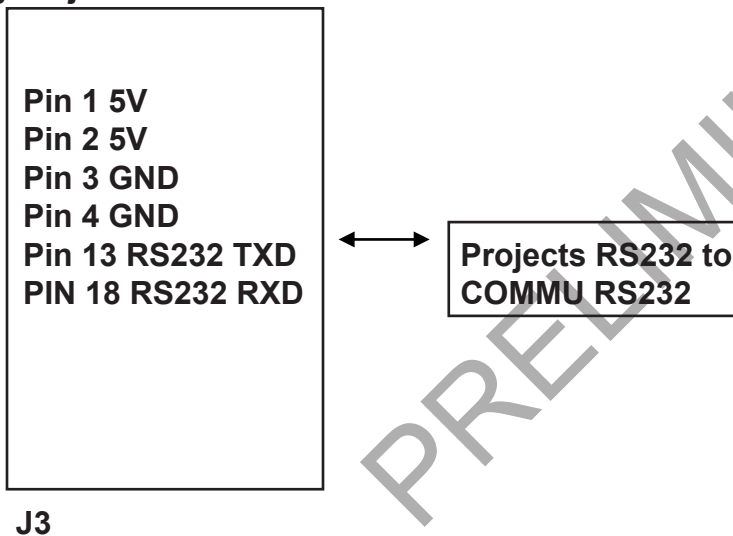 Pin 1 5V
Pin 2 5V
Pin 3 GND
Pin 4 GND
Pin 13 RS232 TXD
PIN 18 RS232 RXD
Projects RS232 to
COMMU RS232
J3